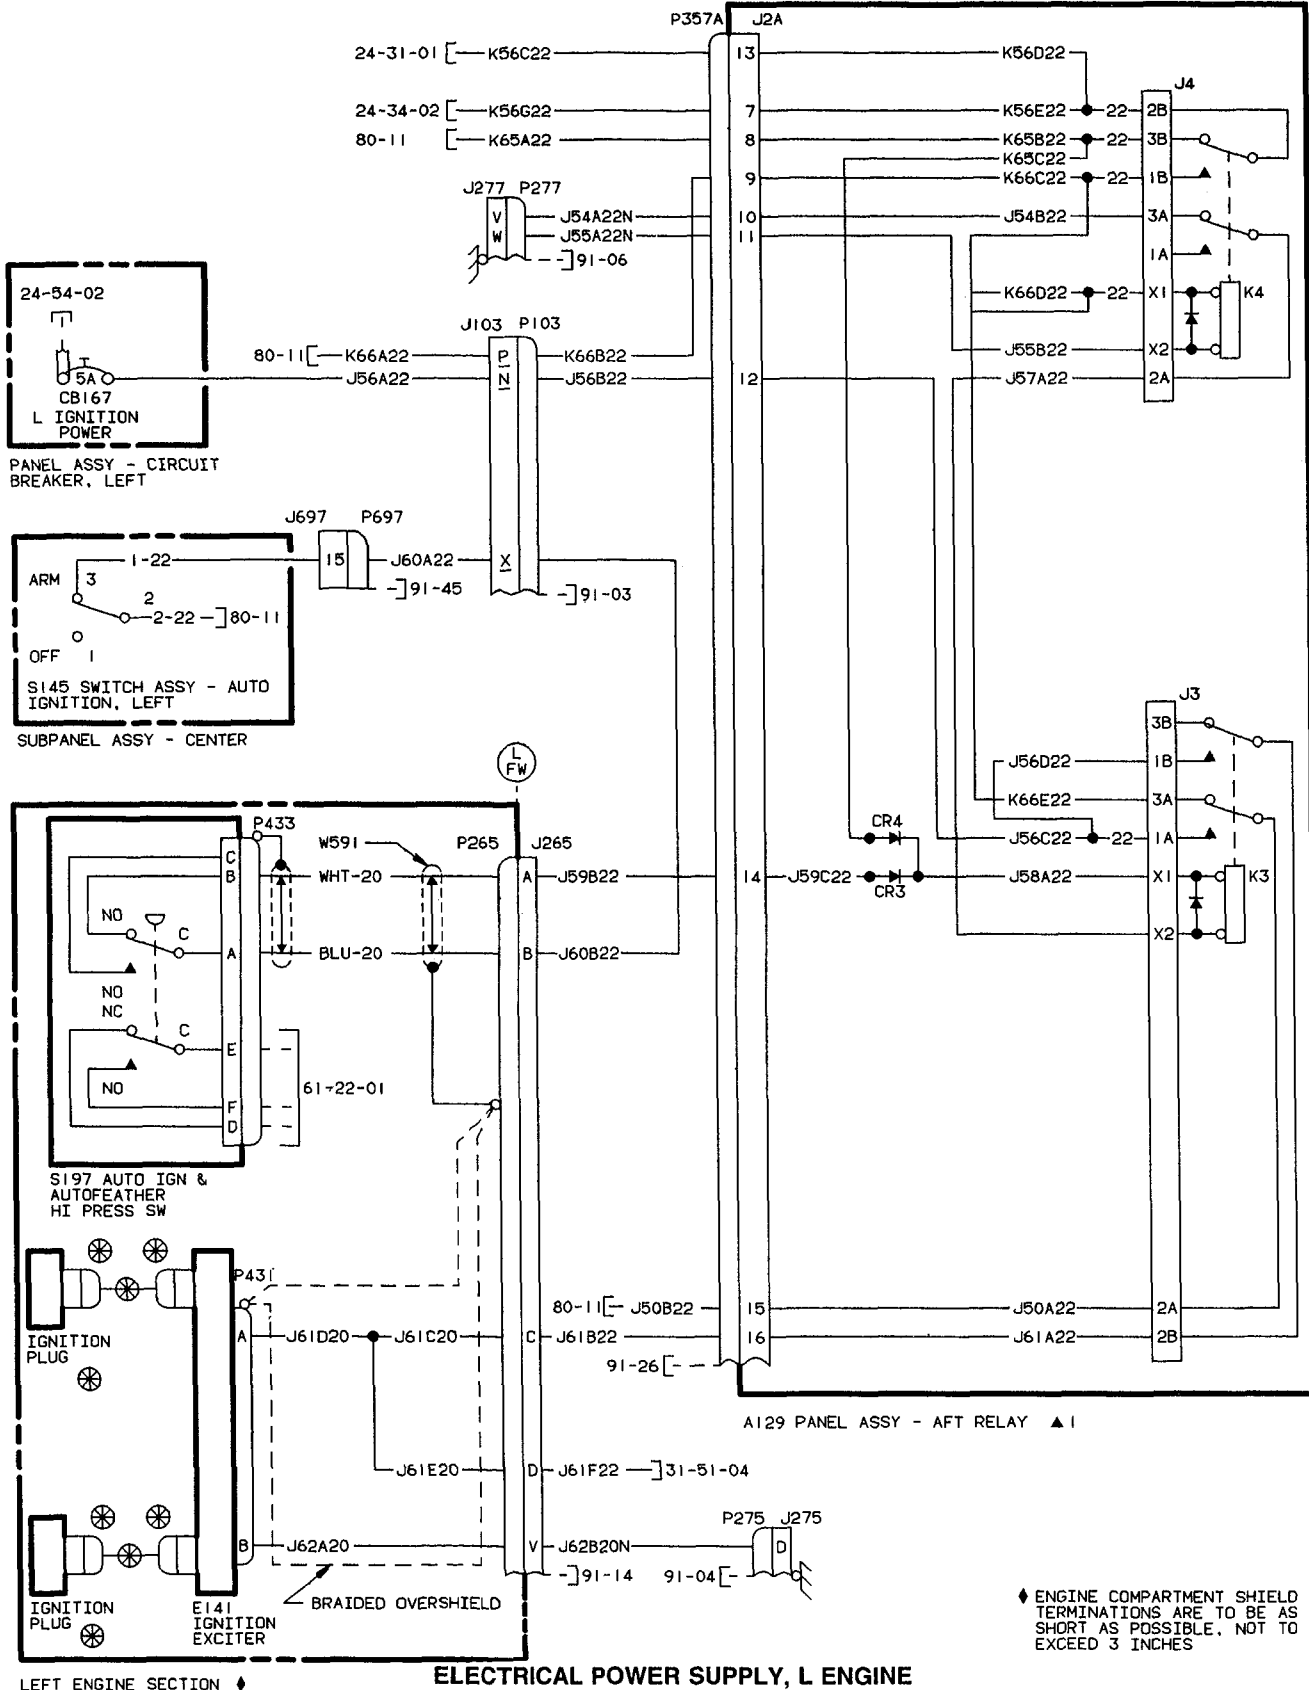 P357A J2A
24-31-01 K56C22 13 K56D22
J4
24-34-02 K56G22 7 K56E22 22 2B
80-11 K65A22 8 K65B22 22 3B
K65C22
9 K66C22 22 1B
J277 P277
V J54A22N 10 J54B22 3A
W J55A22N 11
91-06
1A
24-54-02
K66D22 22 X1 K4
J103 P103
80-11 K66A22 P K66B22
J55B22 X2
5A J56A22 N J56B22 12 J57A22 2A
CB167
L IGNITION
POWER
PANEL ASSY - CIRCUIT
BREAKER, LEFT
J697 P697
1-22 15 J60A22 X
ARM 3
91-45 91-03
2
2-22 80-11
OFF 1
S145 SWITCH ASSY - AUTO
IGNITION, LEFT
SUBPANEL ASSY - CENTER
J3
3B
L
FW
J56D22 1B
K66E22 3A
P433 W591 P265 J265 CR4
J56C22 22 1A
C
B WHT-20 A J59B22 14 J59C22 J58A22 X1 K3
CR3
NO C
X2
A BLU-20 B J60B22
NO
NC
C
E
NO 61-22-01
F
D
S197 AUTO IGN &
AUTOFEATHER
HI PRESS SW
P431
80-11 J50B22 15 J50A22 2A
A J61D20 J61C20 C J61B22 16 J61A22 2B
IGNITION
PLUG
91-26
A129 PANEL ASSY - AFT RELAY ▲1
J61E20 D J61F22 31-51-04
P275 J275
B J62A20 V J62B20N D
91-14 91-04
BRAIDED OVERSHIELD
IGNITION
PLUG
E141
IGNITION
EXCITER
♦ ENGINE COMPARTMENT SHIELD
TERMINATIONS ARE TO BE AS
SHORT AS POSSIBLE, NOT TO
EXCEED 3 INCHES
LEFT ENGINE SECTION ♦
ELECTRICAL POWER SUPPLY, L ENGINE